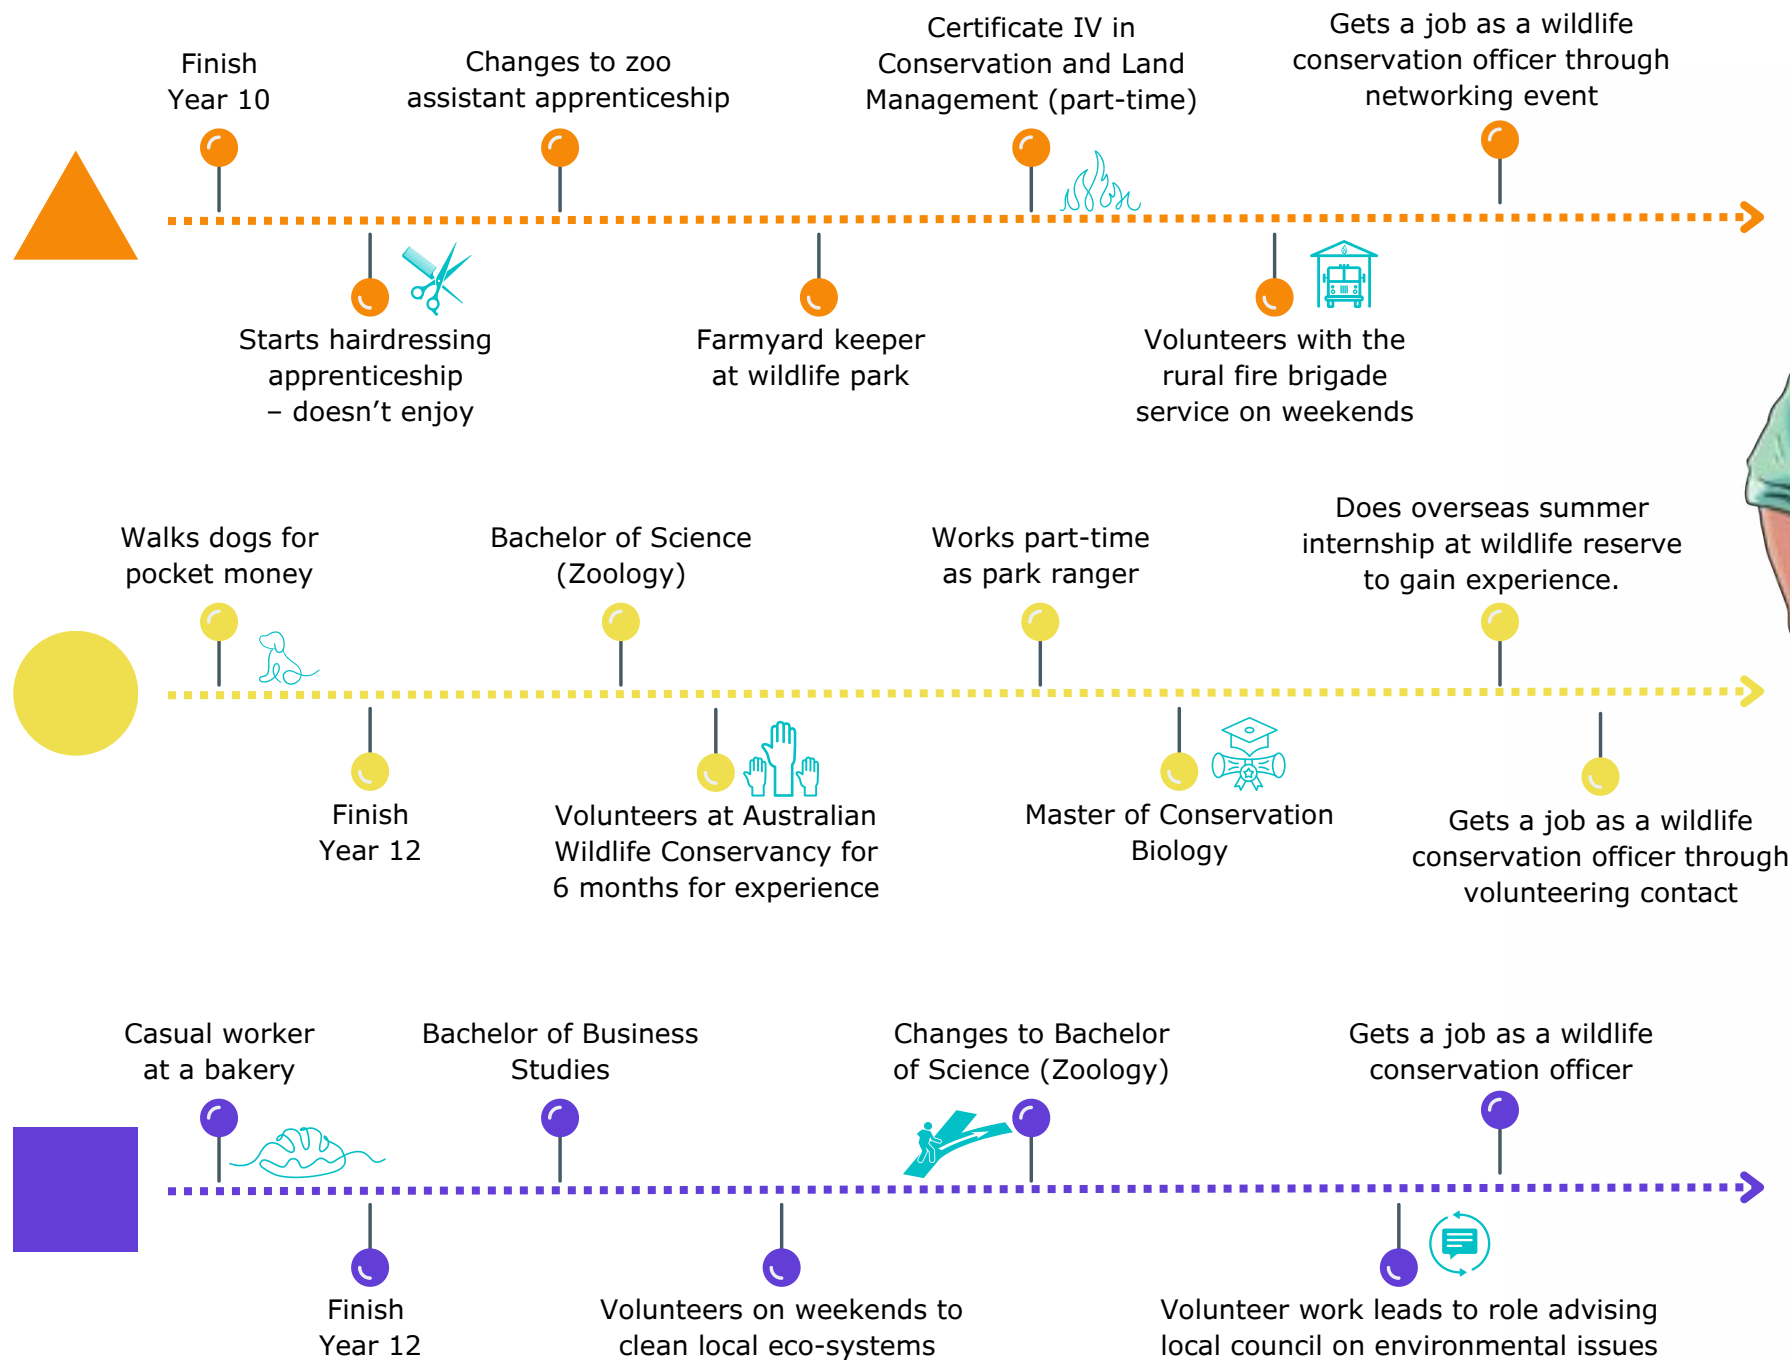 Finish
Year 10
Starts hairdressing
apprenticeship
– doesn’t enjoy
Changes to zoo
assistant apprenticeship
Farmyard keeper
at wildlife park
Certificate IV in
Conservation and Land
Management (part-time)
Volunteers with the
rural fire brigade
service on weekends
Gets a job as a wildlife
conservation officer through
networking event
Walks dogs for
pocket money
Finish
Year 12
Bachelor of Science
(Zoology)
Volunteers at Australian
Wildlife Conservancy for
6 months for experience
Works part-time
as park ranger
Master of Conservation
Biology
Does overseas summer
internship at wildlife reserve
to gain experience.
Gets a job as a wildlife
conservation officer through
volunteering contact
Casual worker
at a bakery
Finish
Year 12
Bachelor of Business
Studies
Volunteers on weekends to
clean local eco-systems
Changes to Bachelor
of Science (Zoology)
Volunteer work leads to role advising
local council on environmental issues
Gets a job as a wildlife
conservation officer